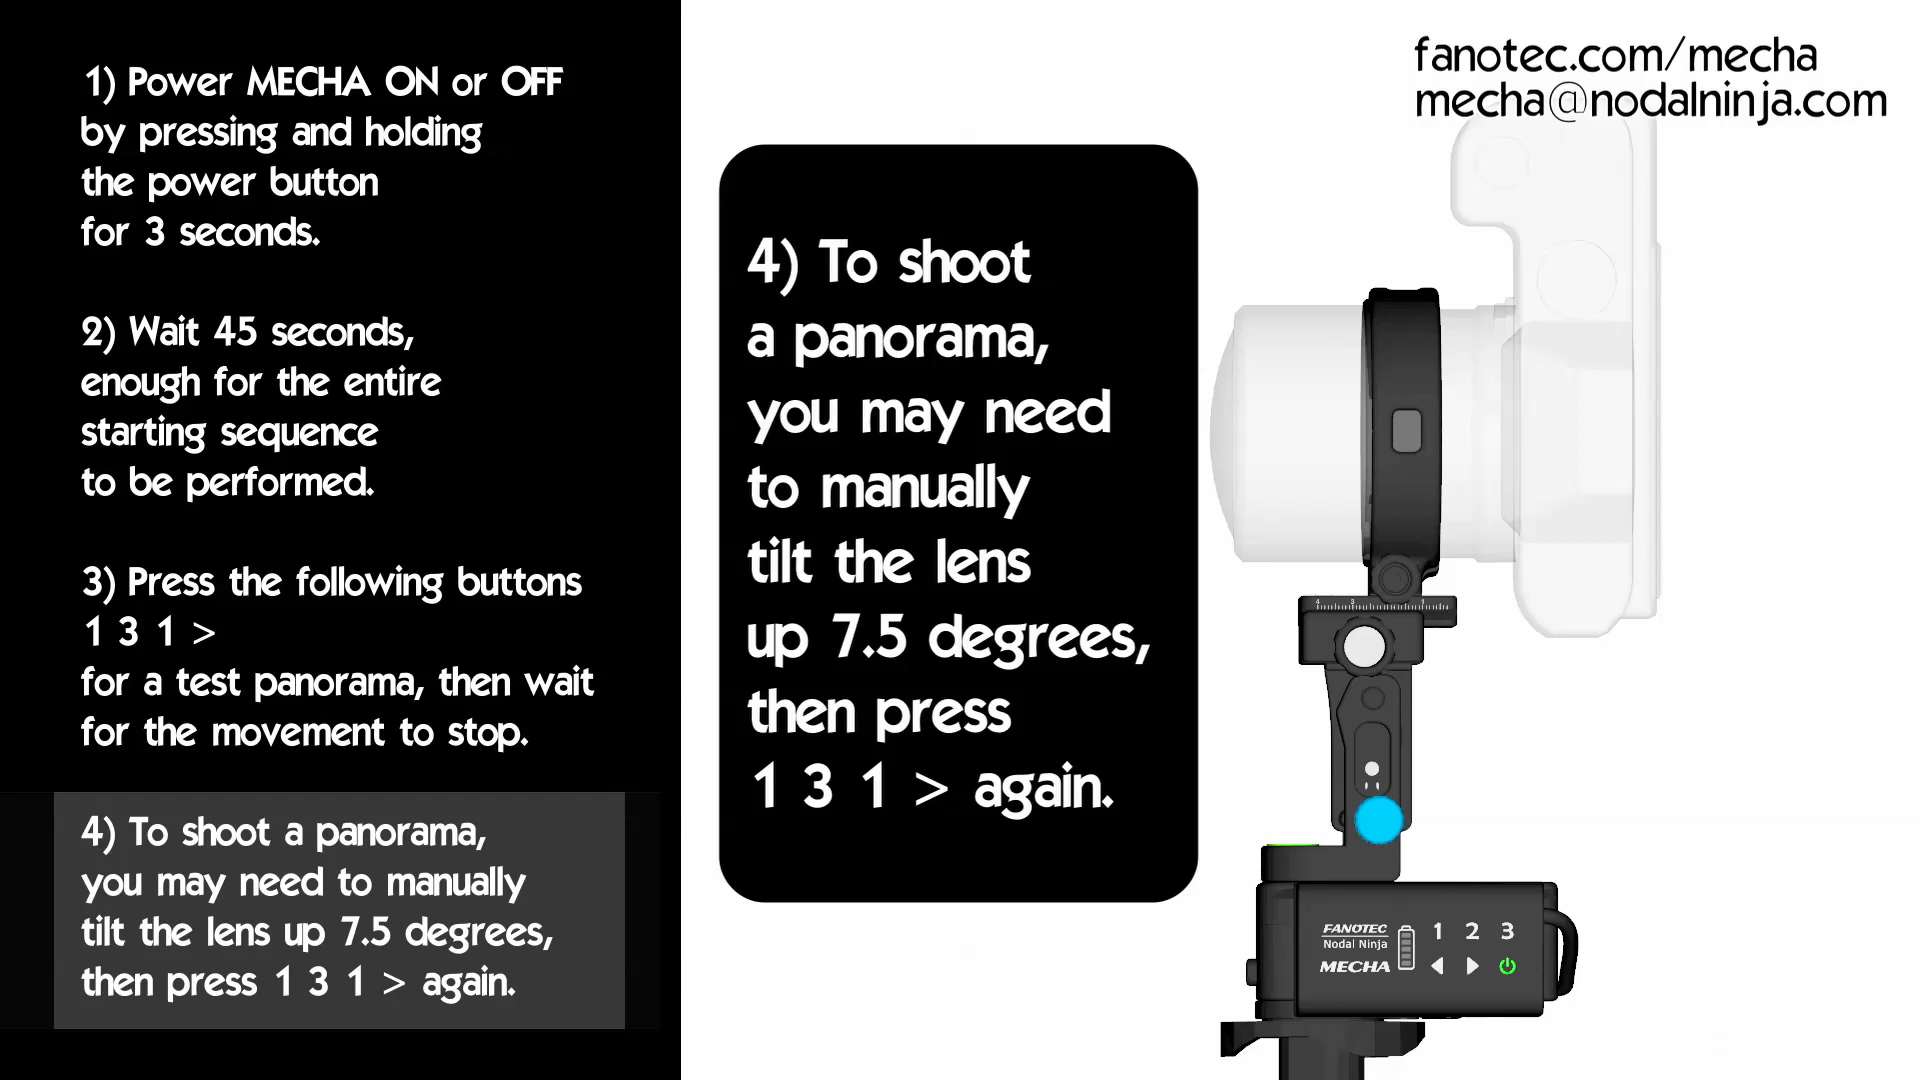 1) Power MECHA ON or OFF
by pressing and holding
the power button
for 3 seconds.
2) Wait 45 seconds,
enough for the entire
starting sequence
to be performed.
3) Press the following buttons
1 3 1 >
for a test panorama, then wait
for the movement to stop.
4) To shoot a panorama,
you may need to manually
tilt the lens up 7.5 degrees,
then press 1 3 1 > again.
4) To shoot
a panorama,
you may need
to manually
tilt the lens
up 7.5 degrees,
then press
1 3 1 > again.
fanotec.com/mecha
mecha@nodalninja.com
4 3 1
FANOTEC
Nodal Ninja
MECHA
1 2 3